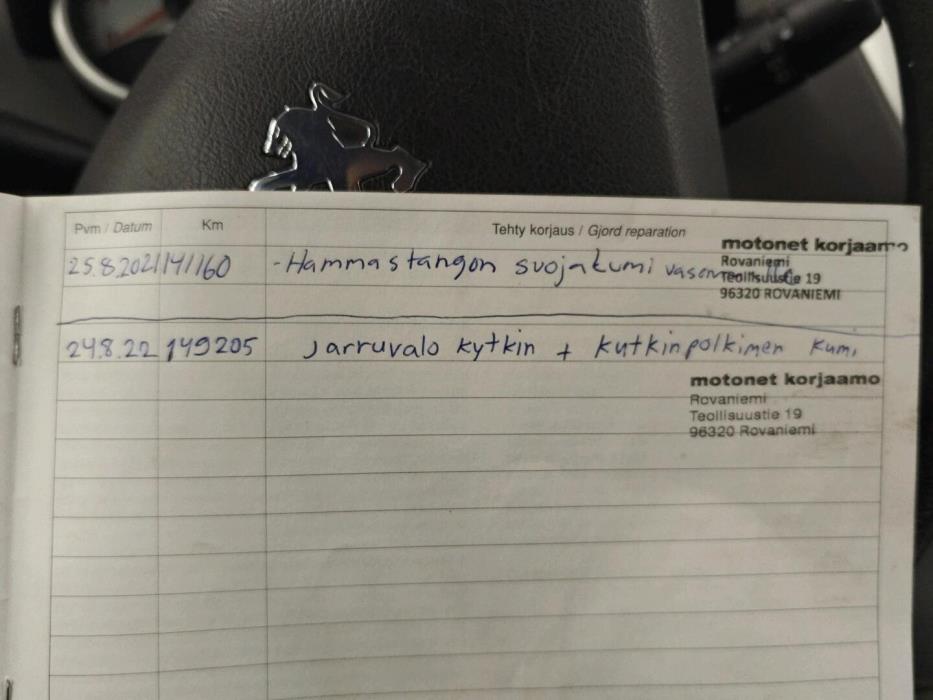 Pvm / Datum Km Tehty korjaus / Gjord reparation
motonet korjaamo
25.8.2021 141160 -Hammastangon suojakumi
Rovaniemi
Teollisuustie 19
96320 ROVANIEMI
24.8.22 149205 Jarruvalo kytkin + kutkinpolkimen kumi
motonet korjaamo
Rovaniemi
Teollisuustie 19
96320 Rovaniemi